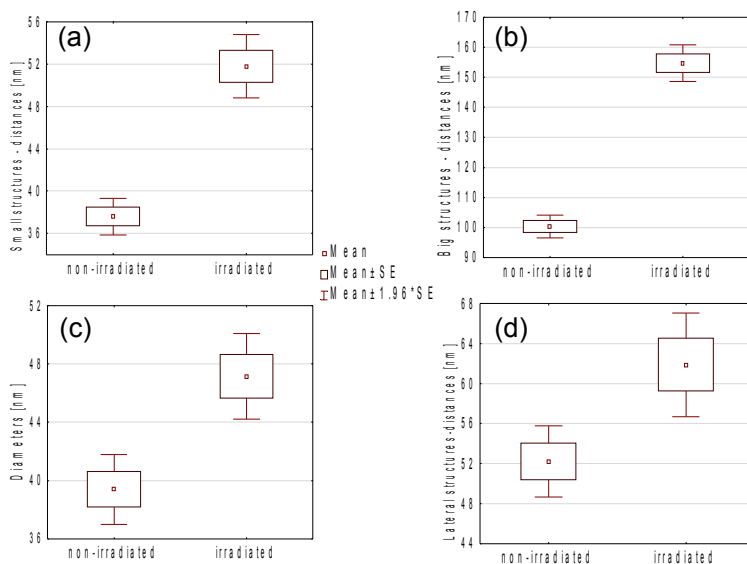 (a)
Small structures - distances [nm]
56
52
48
44
40
36
non-irradiated irradiated
(b)
Big structures - distances [nm]
170
160
150
140
130
120
110
100
90
non-irradiated irradiated
Mean
Mean±SE
Mean±1.96*SE
(c)
Diameters [nm]
52
48
44
40
36
non-irradiated irradiated
(d)
Lateral structures-distances [nm]
68
64
60
56
52
48
44
non-irradiated irradiated